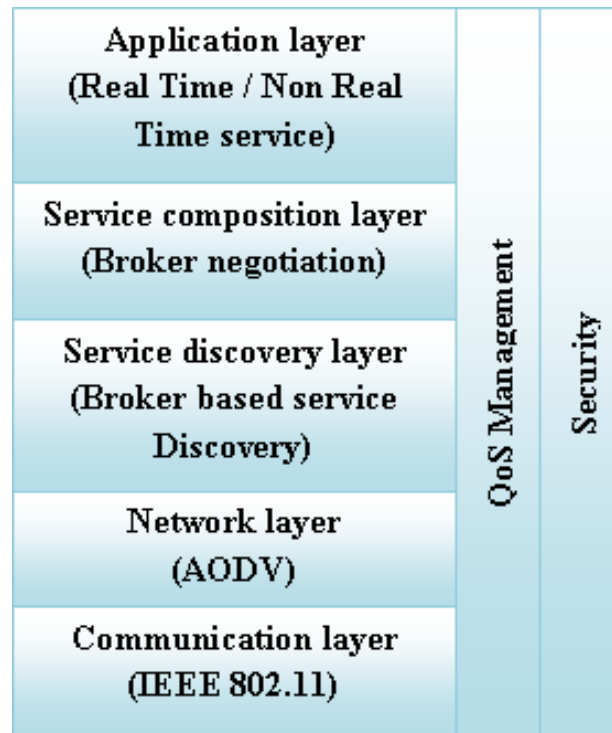 Application layer
(Real Time / Non Real
Time service)
Service composition layer
(Broker negotiation)
Service discovery layer
(Broker based service
Discovery)
Network layer
(AODV)
Communication layer
(IEEE 802.11)
QoS Management
Security